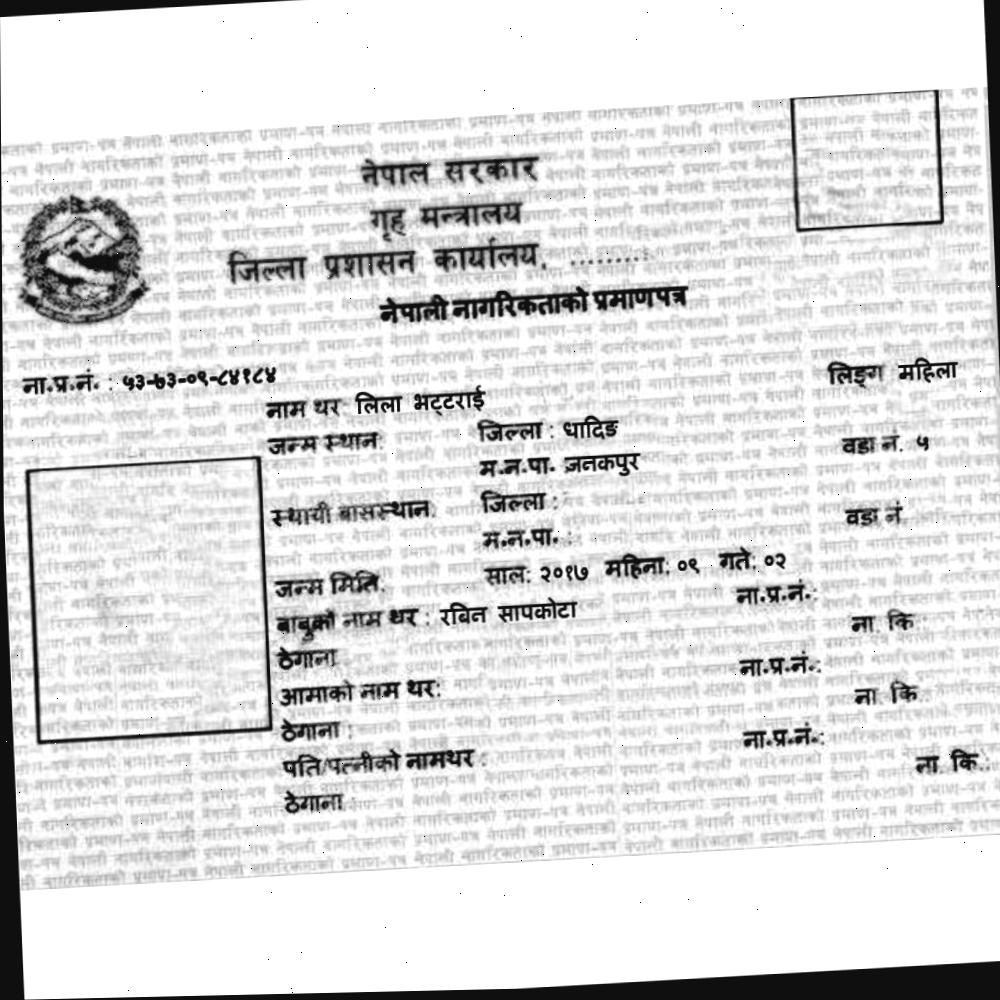 नेपाल सरकार
गृह मन्त्रालय
जिल्ला प्रशासन कार्यालय, ........:
नेपाली नागरिकताको प्रमाणपत्र
ना.प्र.नं. : ५३-७३-०९-८४१८४
लिङ्ग महिला
नाम थर लिला भट्टराई
जन्म स्थान: जिल्ला : धादिङ
म.न.पा. जनकपुर वडा नं. ५
स्थायी बासस्थान: जिल्ला :
म.न.पा. : वडा नं.
जन्म मिति: साल: २०१७ महिना: ०९ गते: ०२
बाबुको नाम थर : रबिन सापकोटा ना.प्र.नं.:
ठेगाना ना. कि.:
आमाको नाम थर: ना.प्र.नं.:
ठेगाना : ना. कि.:
पति/पत्नीको नामथर : ना.प्र.नं.:
ठेगाना : ना. कि.: